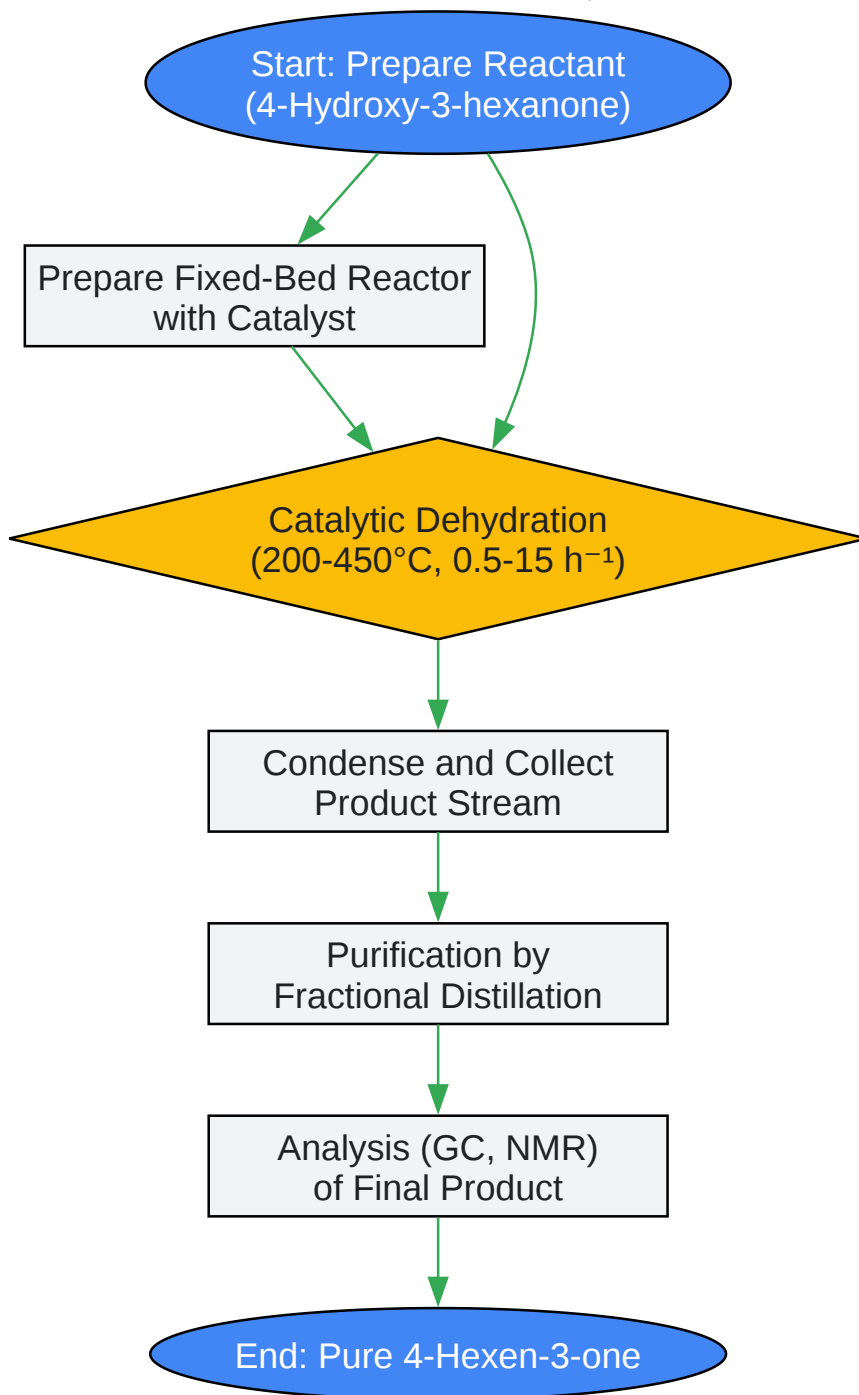 Start: Prepare Reactant
(4-Hydroxy-3-hexanone)
Prepare Fixed-Bed Reactor
with Catalyst
Catalytic Dehydration
(200-450°C, 0.5-15 h⁻¹)
Condense and Collect
Product Stream
Purification by
Fractional Distillation
Analysis (GC, NMR)
of Final Product
End: Pure 4-Hexen-3-one